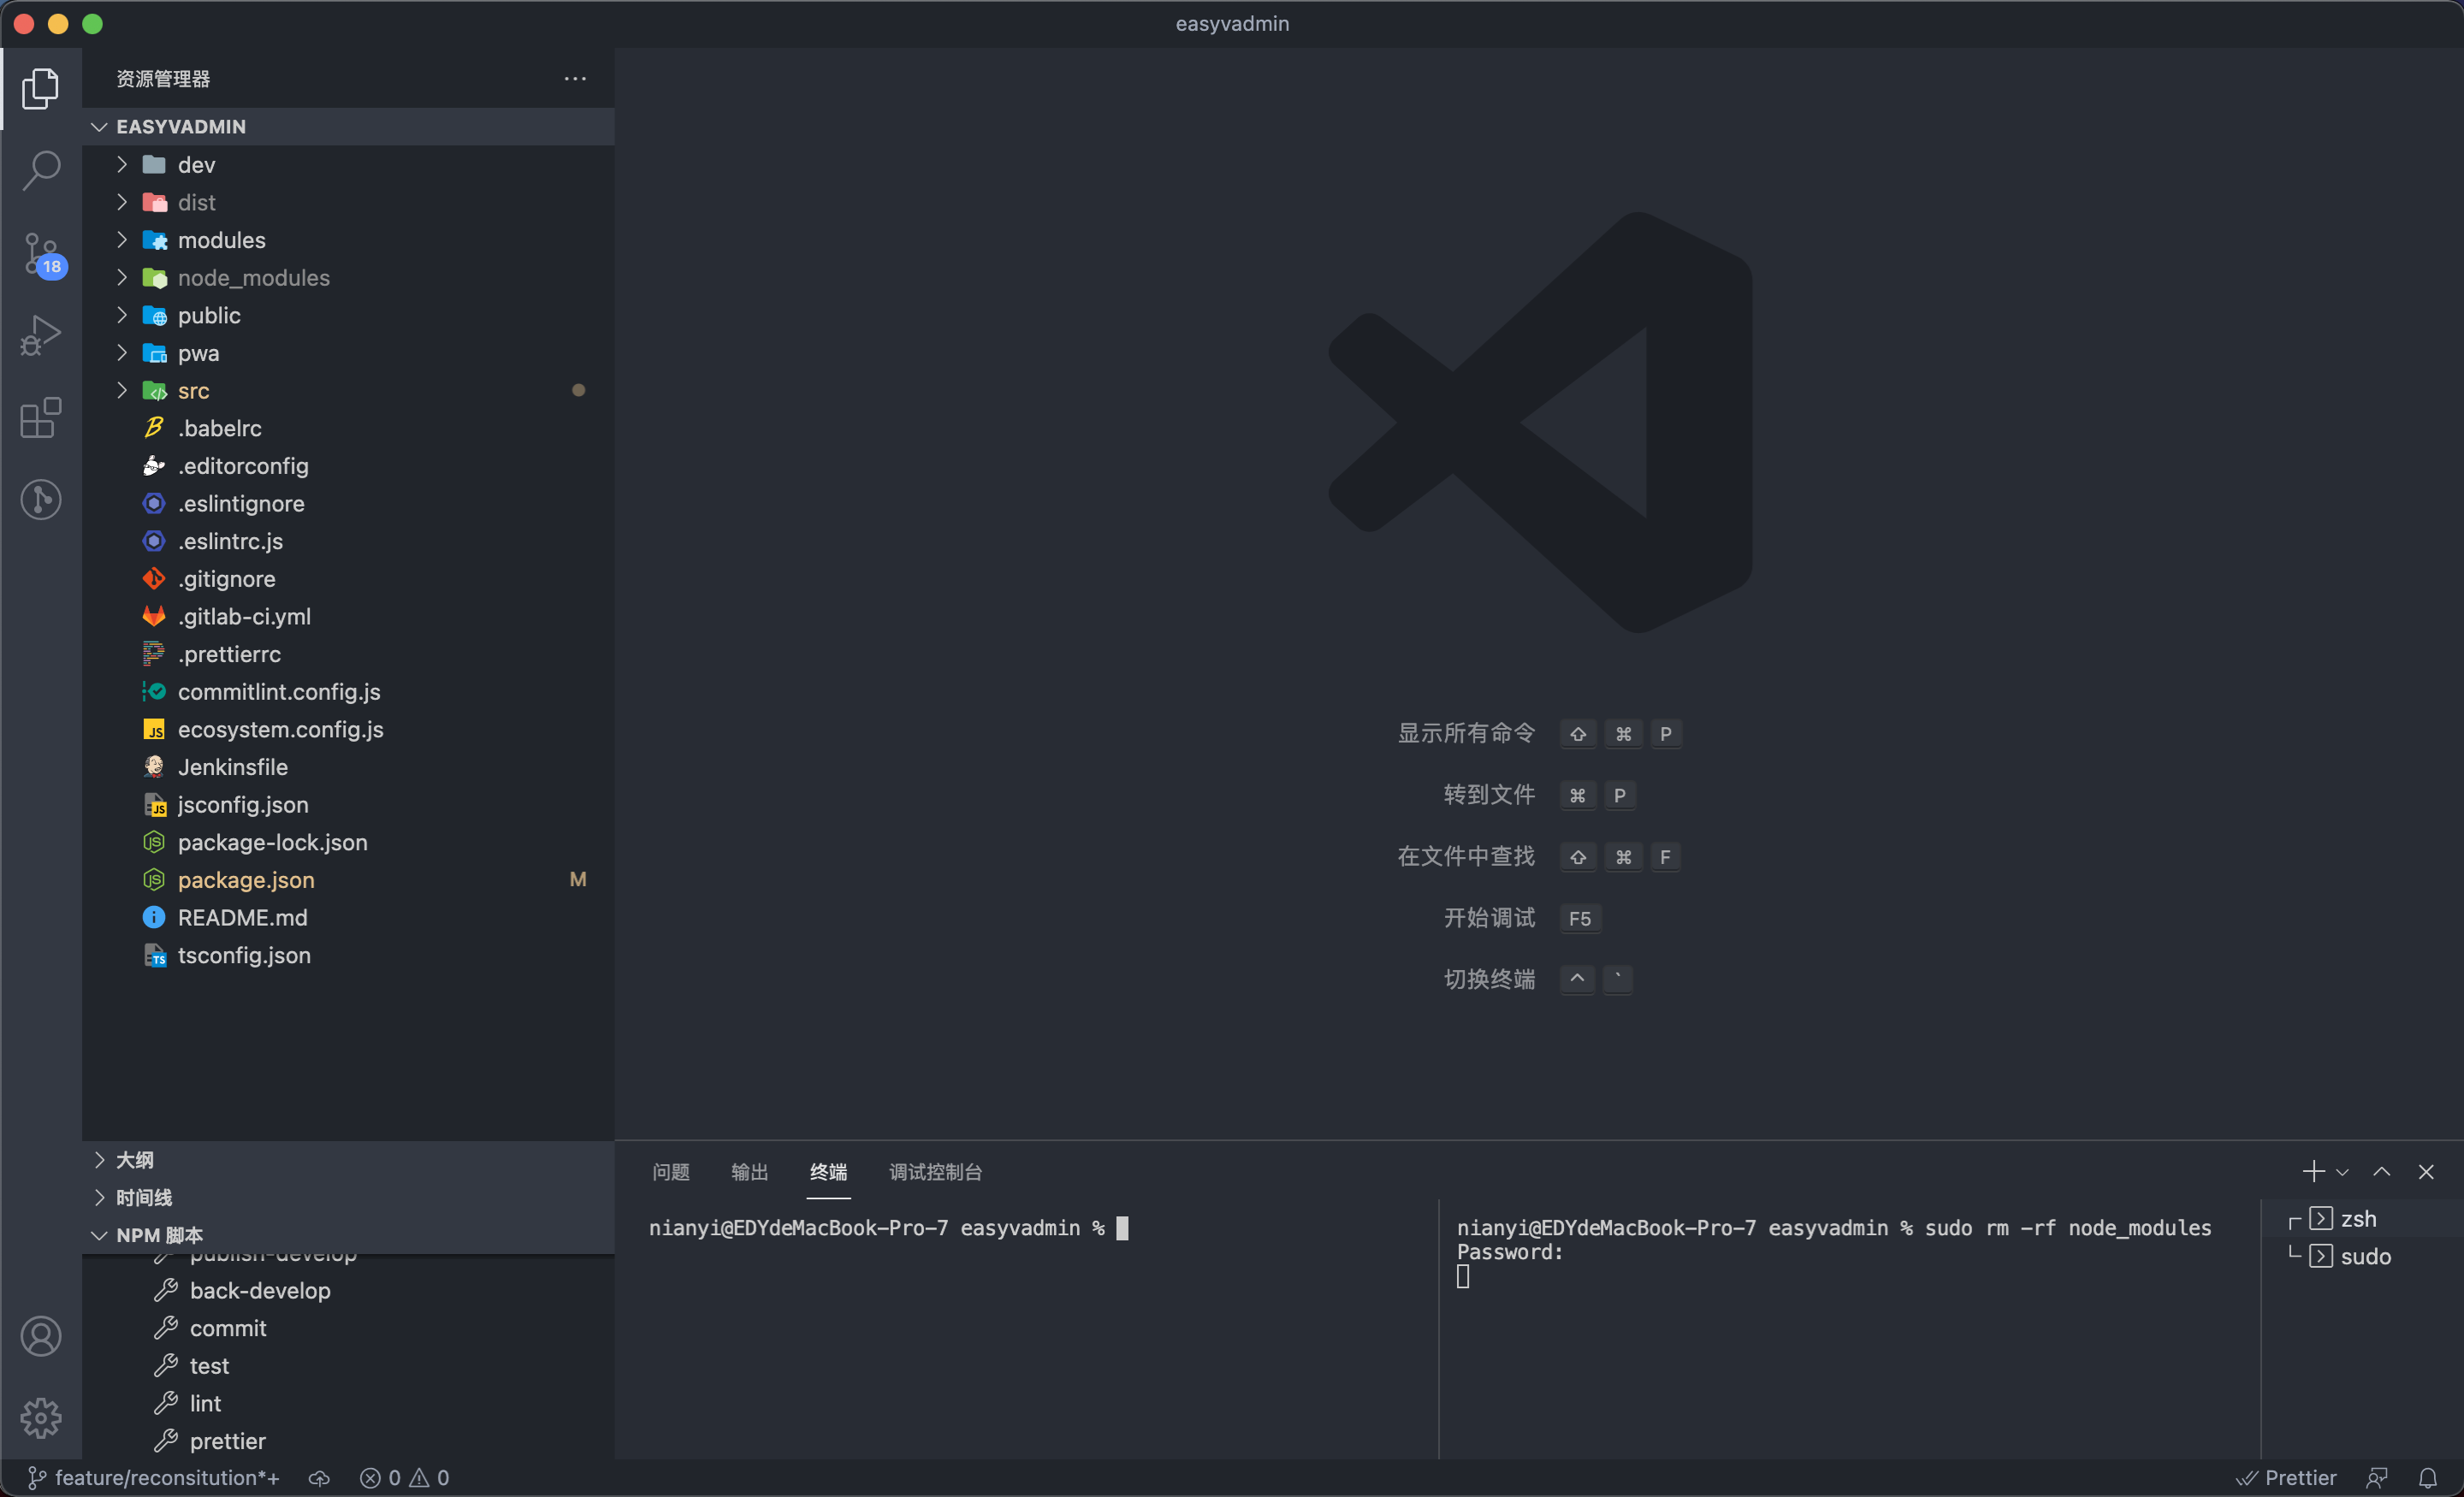 easyvadmin
资源管理器
EASYVADMIN
dev
dist
modules
18
node_modules
public
pwa
src
.babelrc
.editorconfig
.eslintignore
.eslintrc.js
.gitignore
.gitlab-ci.yml
.prettierrc
commitlint.config.js
ecosystem.config.js
Jenkinsfile
jsconfig.json
package-lock.json
package.json M
README.md
tsconfig.json
显示所有命令 ⇧ ⌘ P
转到文件 ⌘ P
在文件中查找 ⇧ ⌘ F
开始调试 F5
切换终端 ^ `
大纲
时间线
NPM 脚本
publish-develop
back-develop
commit
test
lint
prettier
问题 输出 终端 调试控制台
nianyi@EDYdeMacBook-Pro-7 easyvadmin %
nianyi@EDYdeMacBook-Pro-7 easyvadmin % sudo rm -rf node_modules
Password:
zsh
sudo
feature/reconsitution*+ 0 0
Prettier